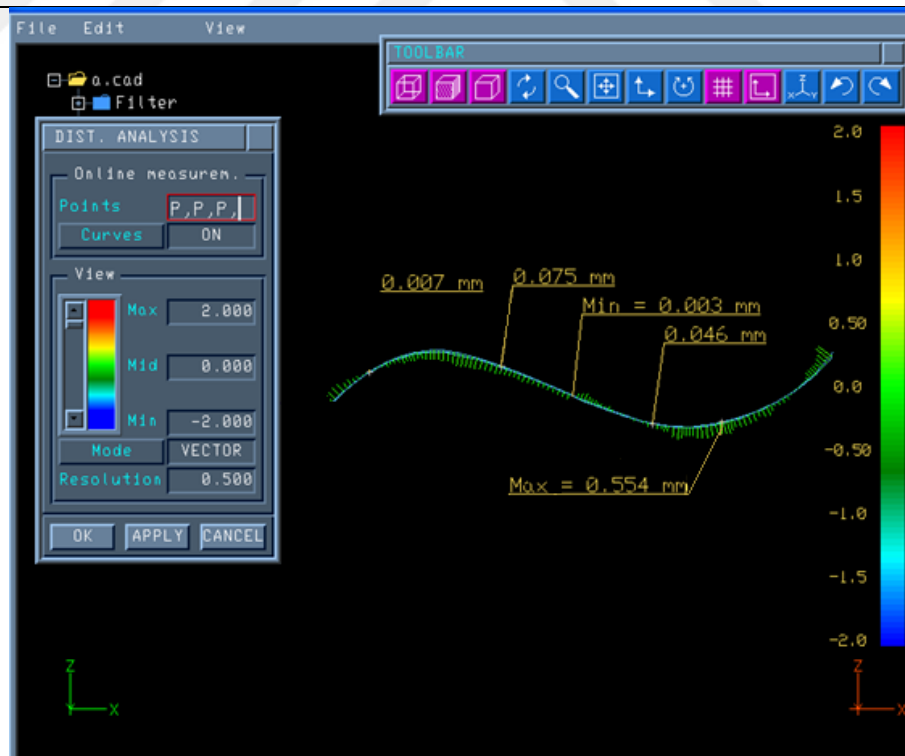 File Edit View
TOOLBAR
a.cad
Filter
DIST. ANALYSIS
Online measurem.
Points P,P,P,
Curves ON
View
Max 2.000
Mid 0.000
Min -2.000
Mode VECTOR
Resolution 0.500
OK APPLY CANCEL
0.007 mm
0.075 mm
Min = 0.003 mm
0.046 mm
Max = 0.554 mm
2.0
1.5
1.0
0.50
0.0
-0.50
-1.0
-1.5
-2.0
Z
X
Z
X